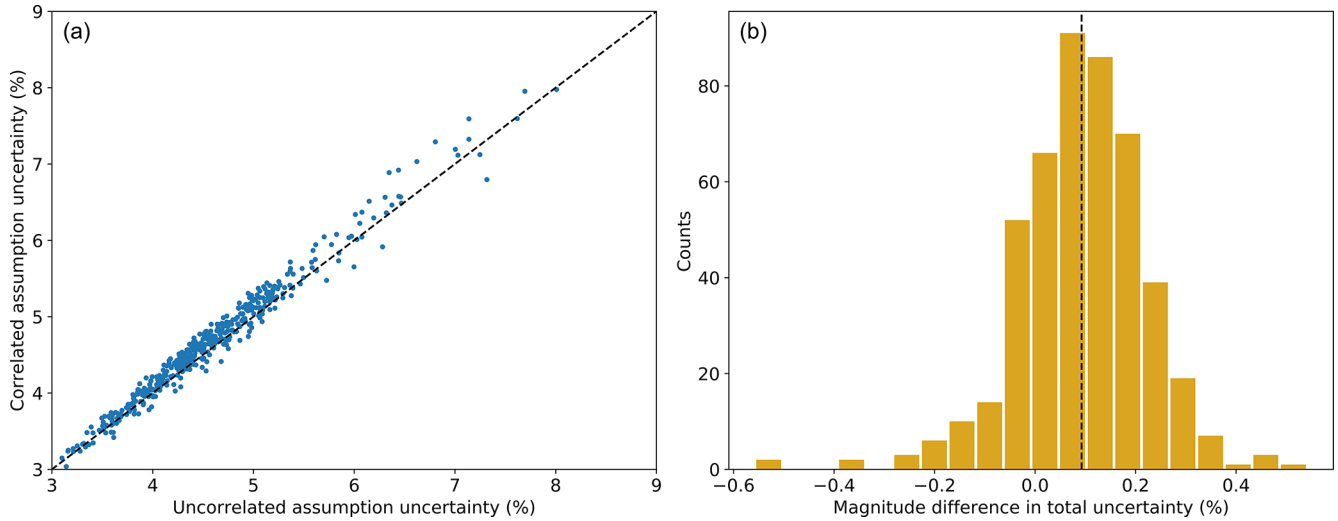 (a)
Correlated assumption uncertainty (%)
9
8
7
6
5
4
3
3 4 5 6 7 8 9
Uncorrelated assumption uncertainty (%)
(b)
Counts
80
60
40
20
0
−0.6 −0.4 −0.2 0.0 0.2 0.4
Magnitude difference in total uncertainty (%)